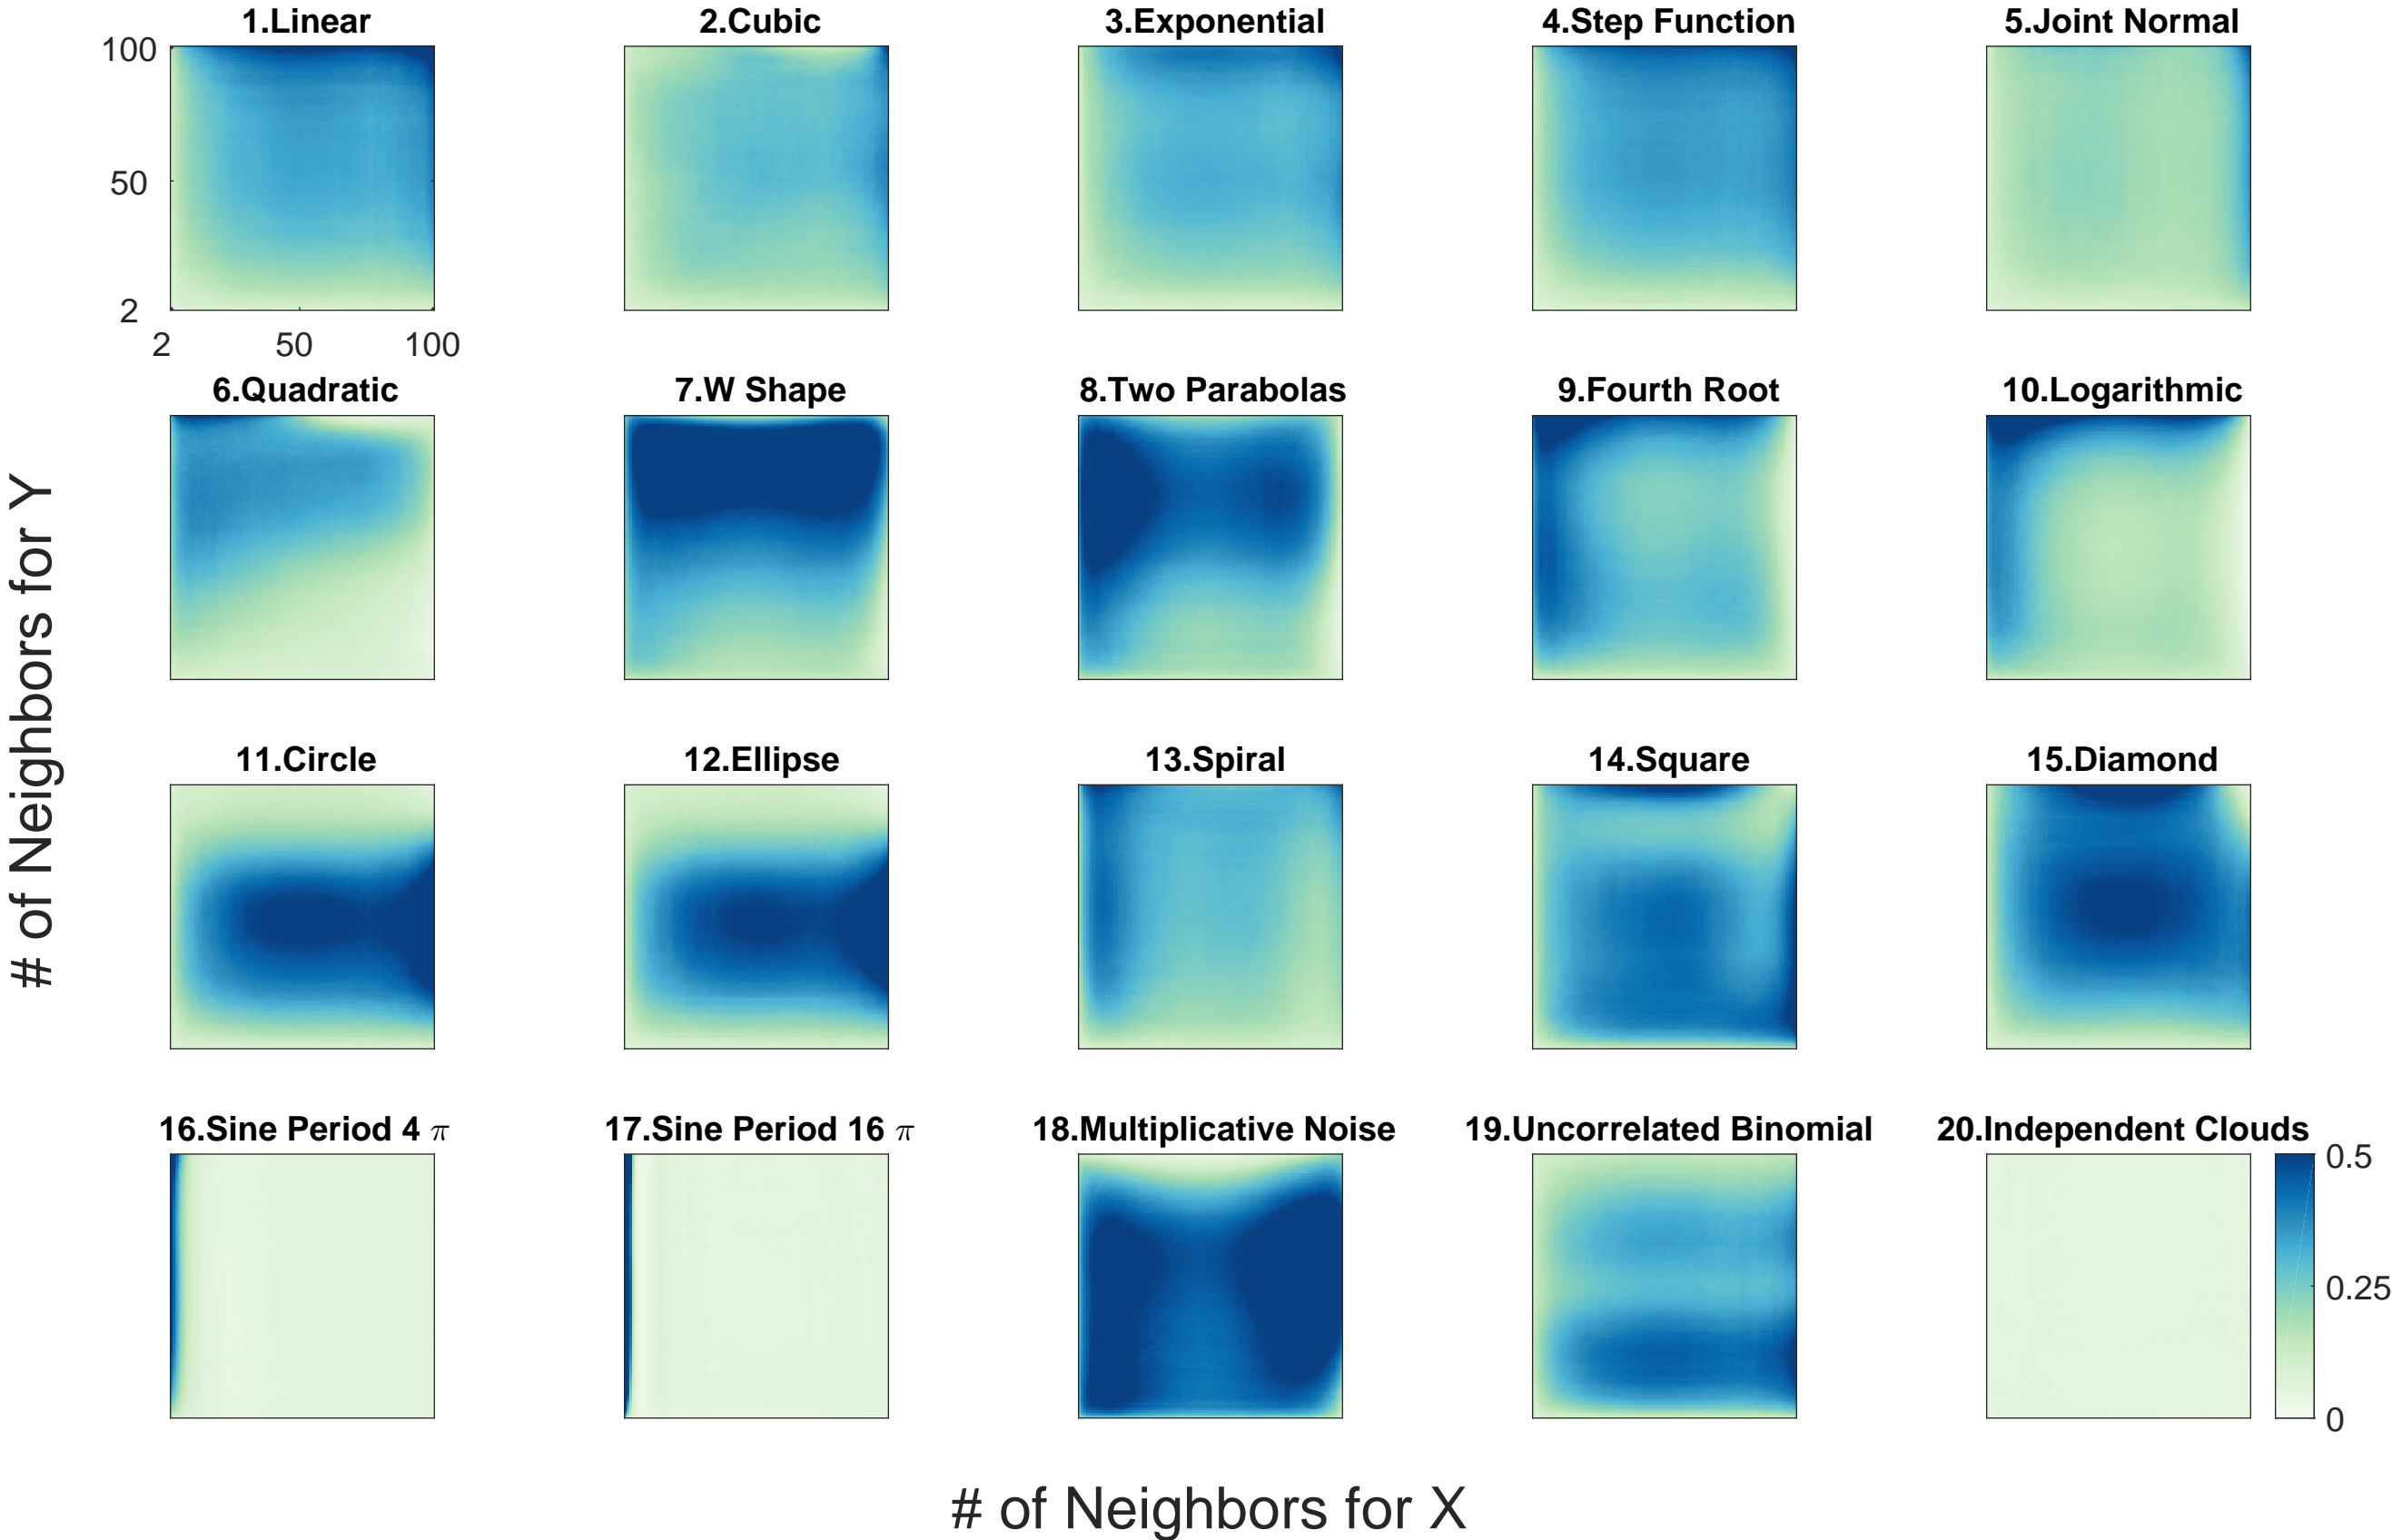 1.Linear
2.Cubic
3.Exponential
4.Step Function
5.Joint Normal
100
50
2
2
50
100
6.Quadratic
7.W Shape
8.Two Parabolas
9.Fourth Root
10.Logarithmic
# of Neighbors for Y
11.Circle
12.Ellipse
13.Spiral
14.Square
15.Diamond
16.Sine Period 4 π
17.Sine Period 16 π
18.Multiplicative Noise
19.Uncorrelated Binomial
20.Independent Clouds
0.5
0.25
0
# of Neighbors for X